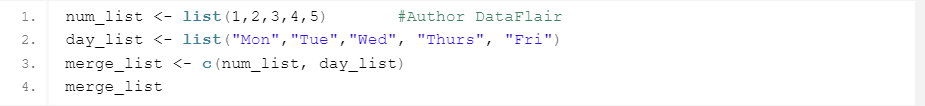 1. num_list <- list(1,2,3,4,5) #Author DataFlair
2. day_list <- list("Mon","Tue","Wed", "Thurs", "Fri")
3. merge_list <- c(num_list, day_list)
4. merge_list